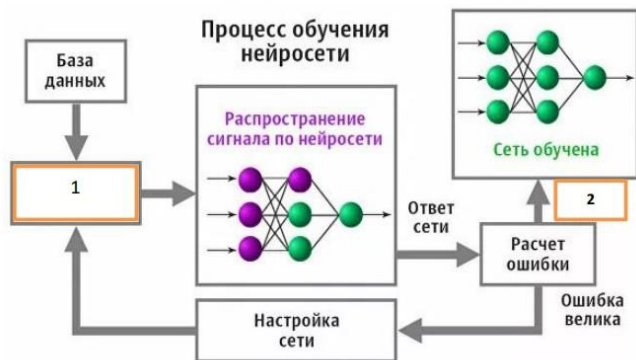 Процесс обучения
нейросети
База
данных
1
Распространение
сигнала по нейросети
Сеть обучена
2
Ответ
сети
Расчет
ошибки
Ошибка
велика
Настройка
сети